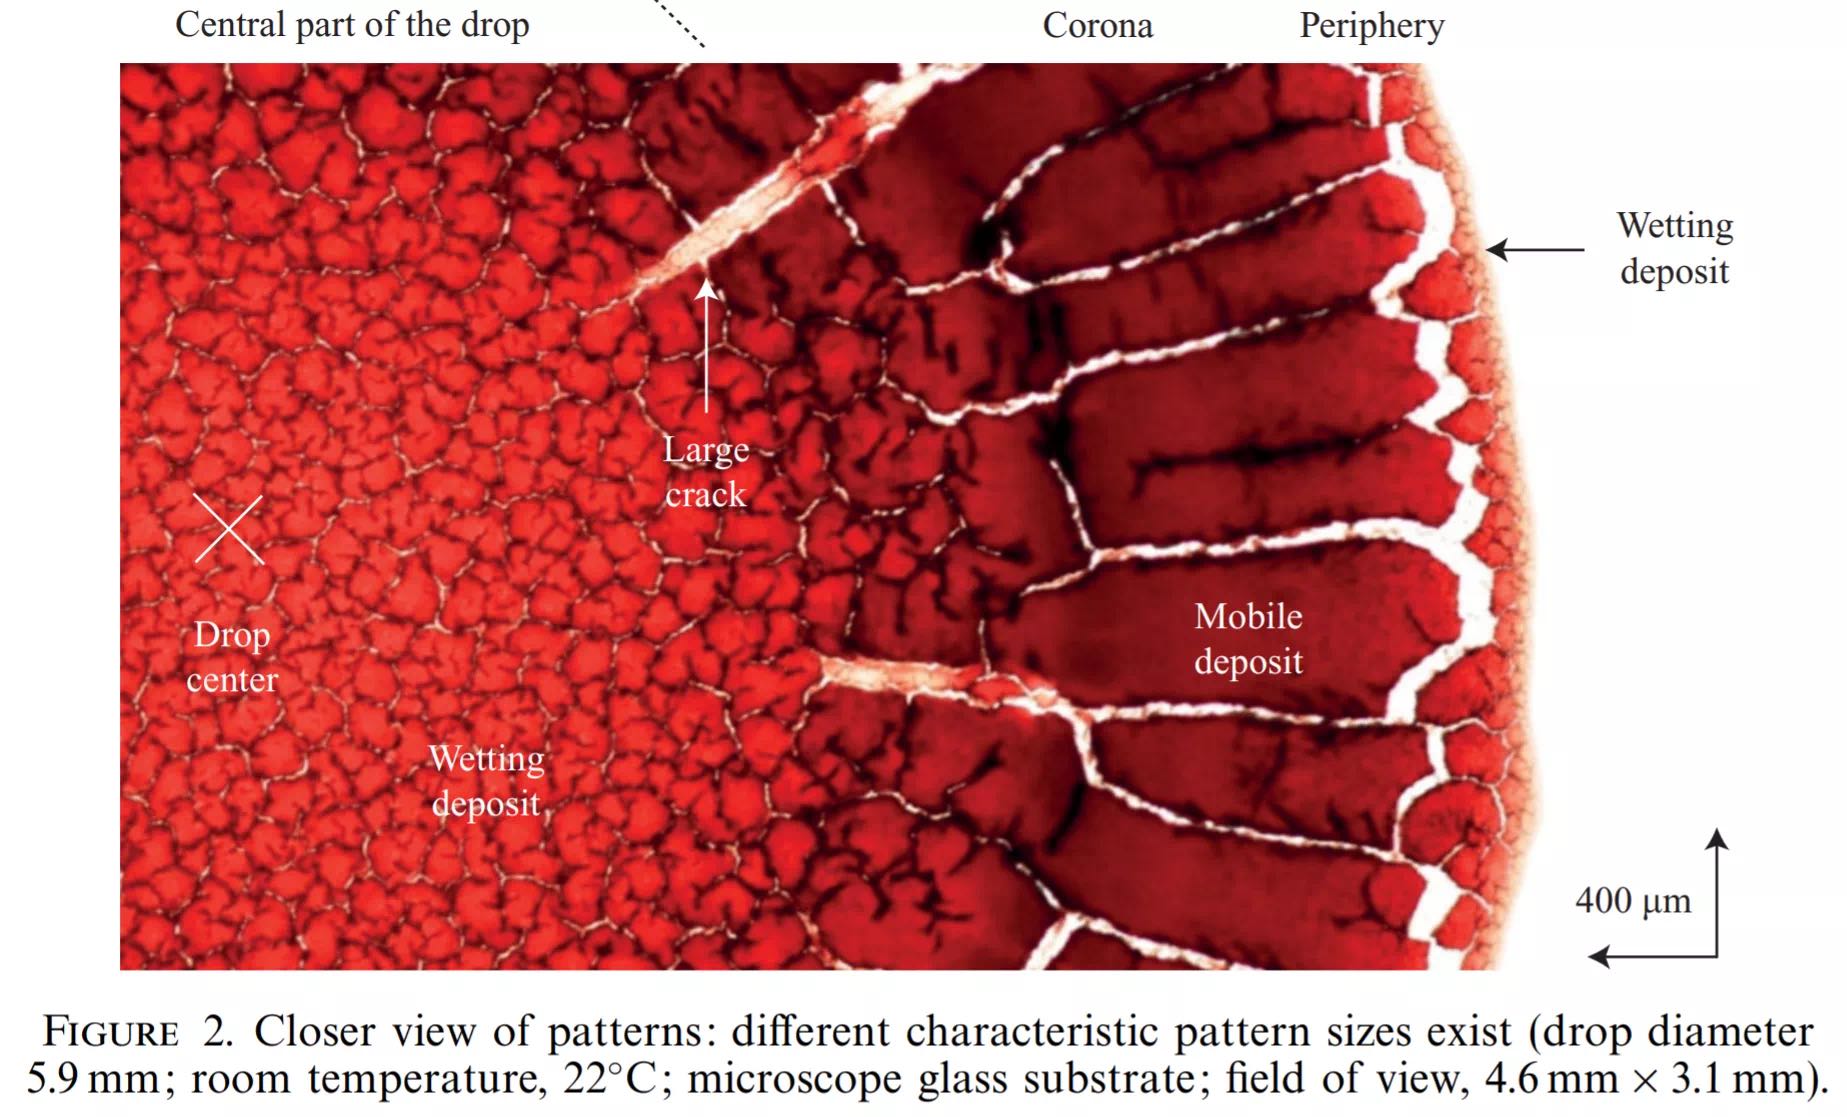 Central part of the drop
Corona
Periphery
Wetting
deposit
Large
crack
Drop
center
Mobile
deposit
Wetting
deposit
400 μm
FIGURE 2. Closer view of patterns: different characteristic pattern sizes exist (drop diameter
5.9 mm; room temperature, 22°C; microscope glass substrate; field of view, 4.6 mm × 3.1 mm).